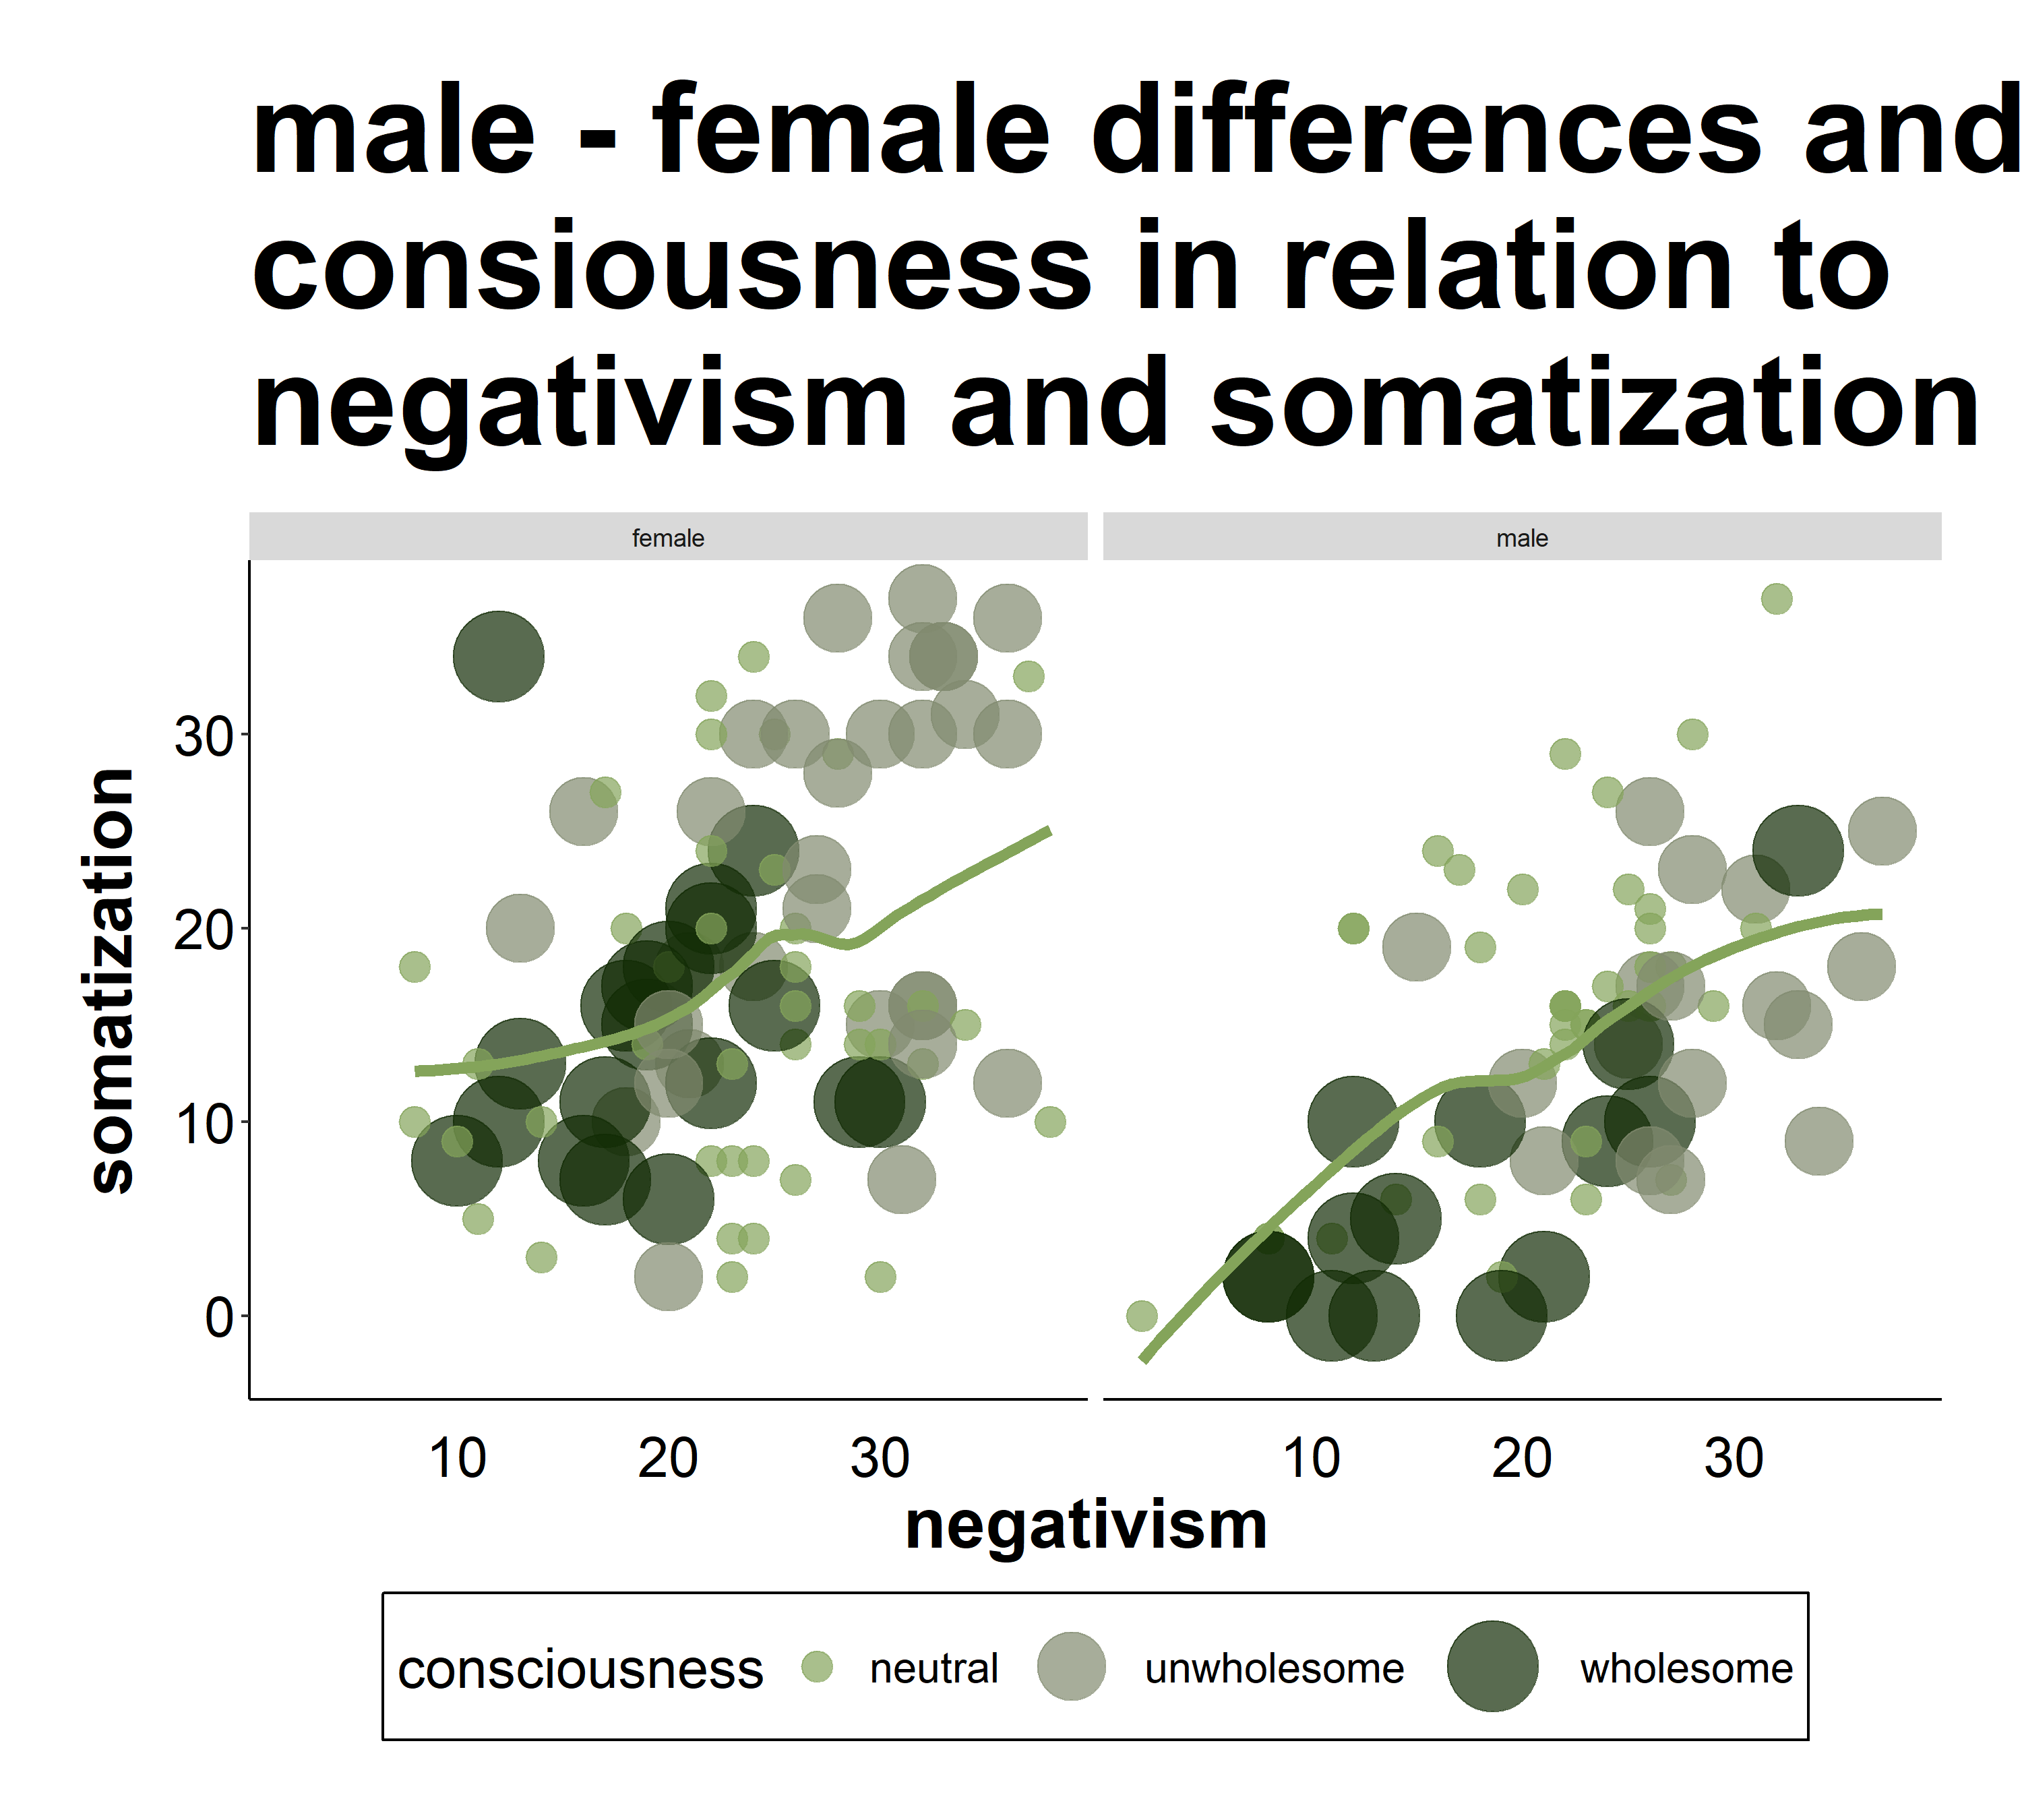 male - female differences and
consiousness in relation to
negativism and somatization
female
male
somatization
30
20
10
0
10
20
30
10
20
30
negativism
consciousness
neutral
unwholesome
wholesome